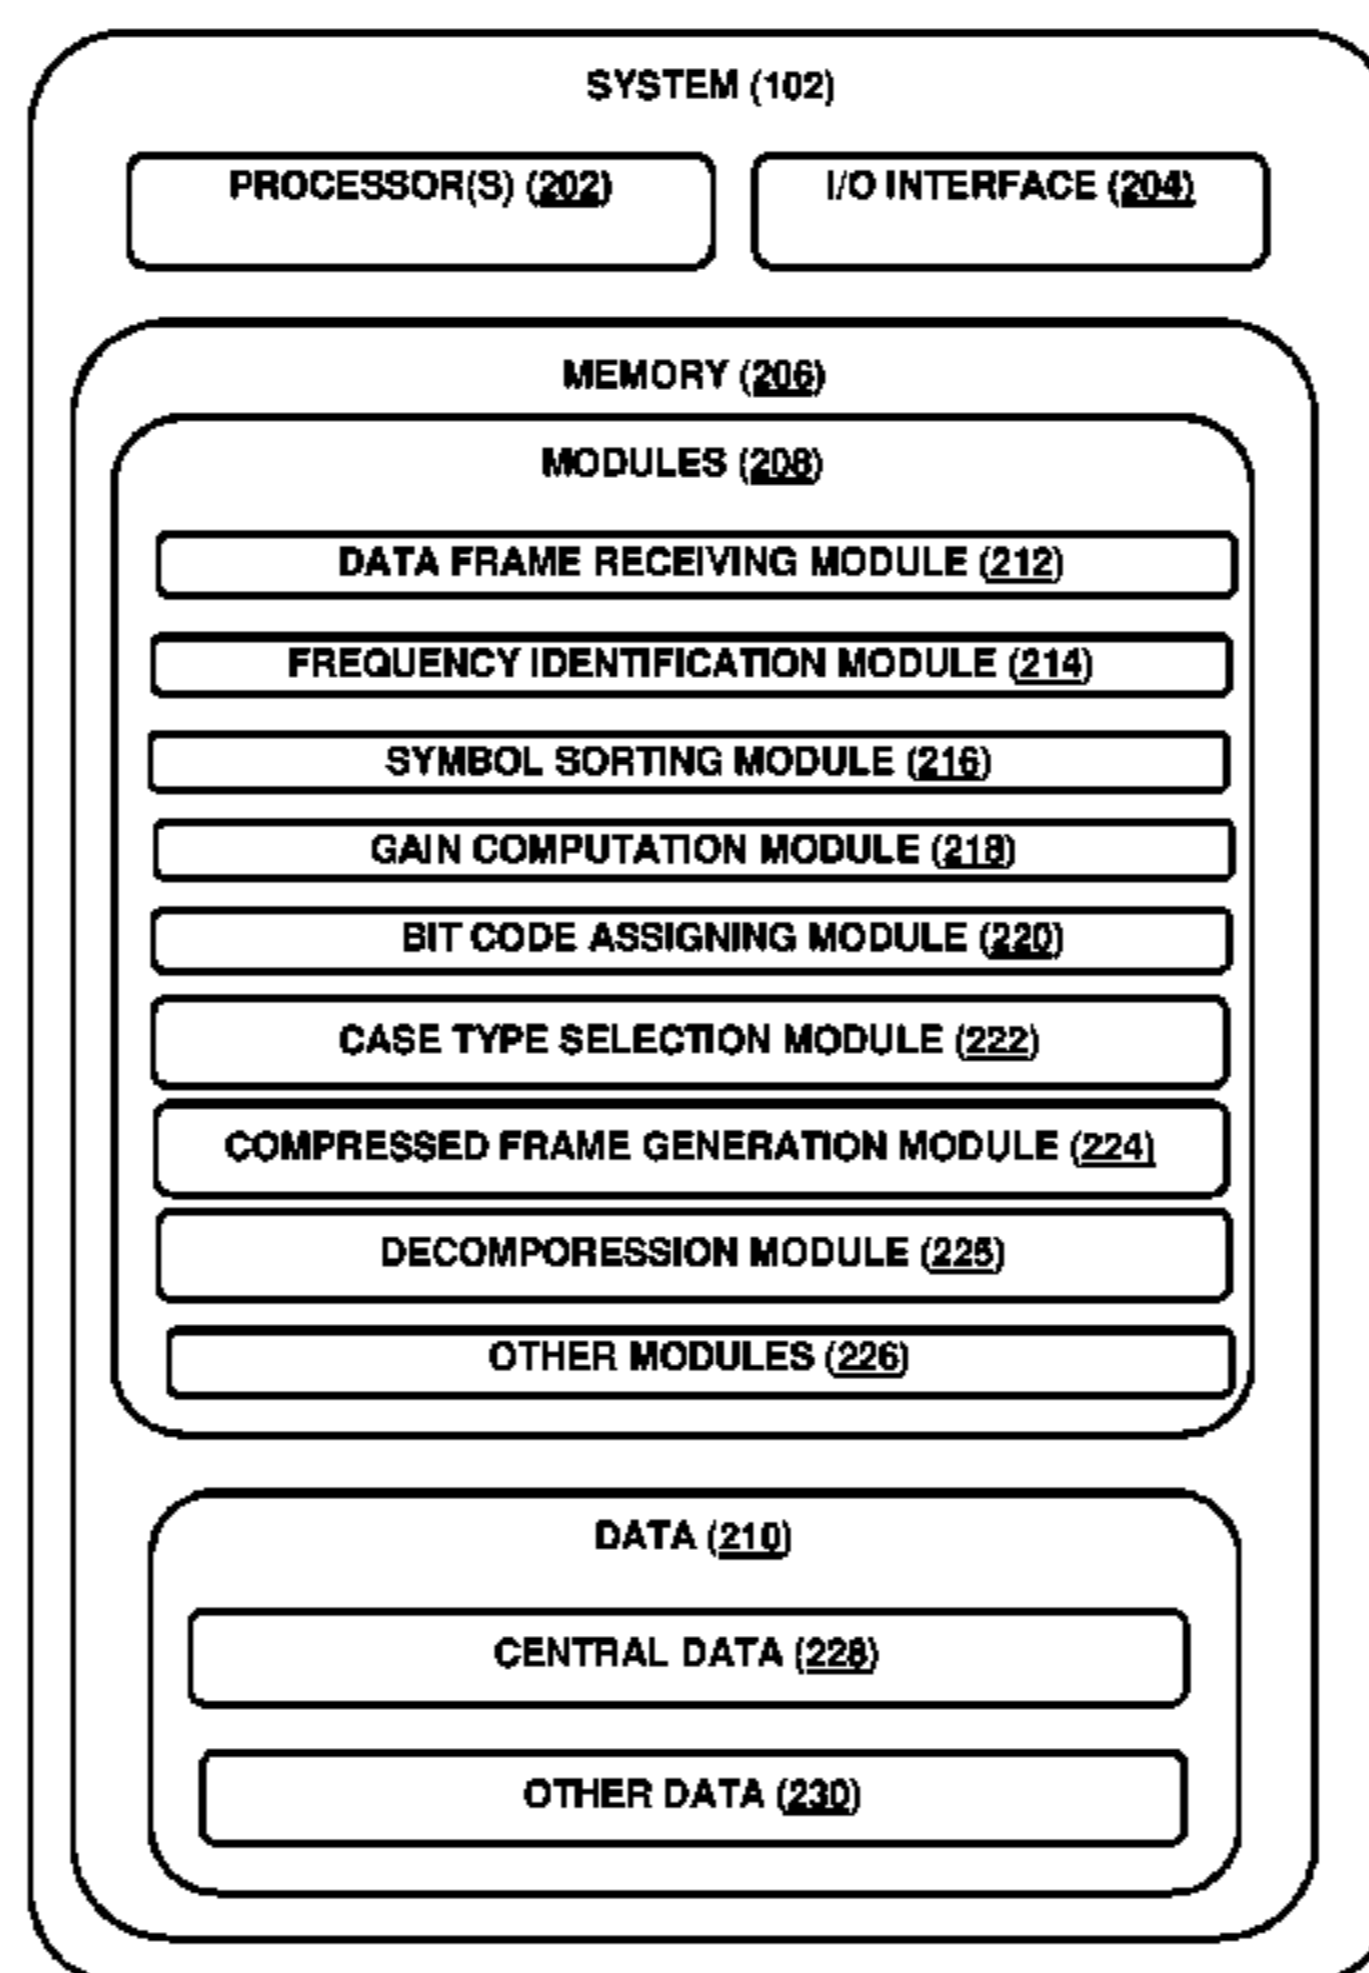 SYSTEM (102)
PROCESSOR(S) (202)
I/O INTERFACE (204)
MEMORY (206)
MODULES (208)
DATA FRAME RECEIVING MODULE (212)
FREQUENCY IDENTIFICATION MODULE (214)
SYMBOL SORTING MODULE (216)
GAIN COMPUTATION MODULE (218)
BIT CODE ASSIGNING MODULE (220)
CASE TYPE SELECTION MODULE (222)
COMPRESSED FRAME GENERATION MODULE (224)
DECOMPORESSION MODULE (225)
OTHER MODULES (226)
DATA (210)
CENTRAL DATA (228)
OTHER DATA (230)